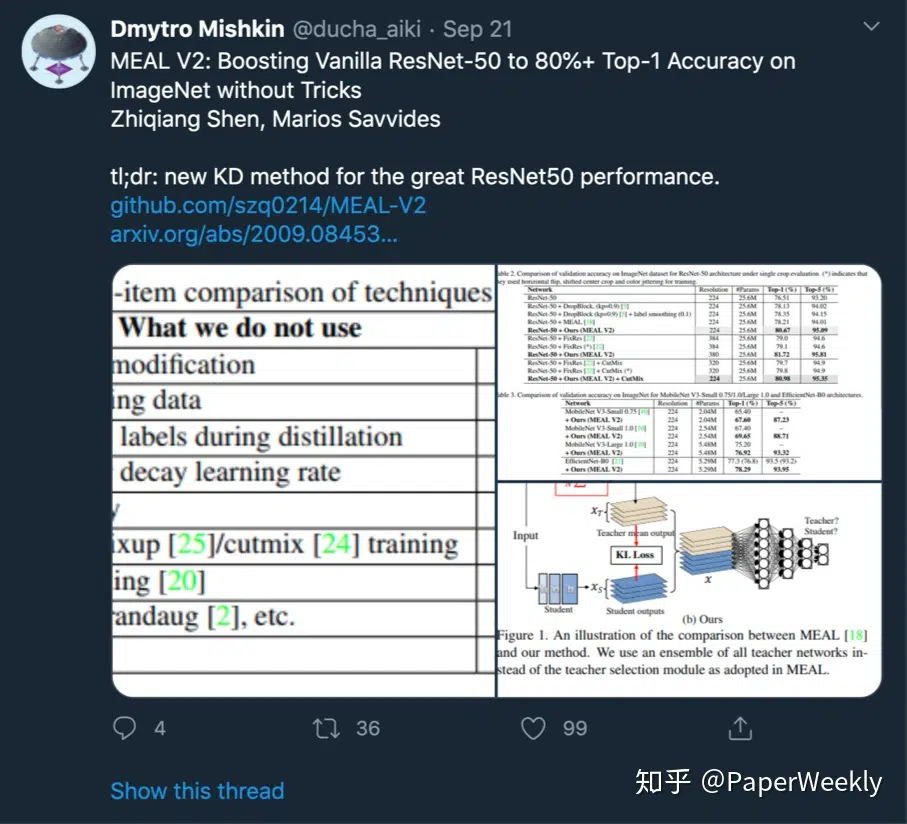 Dmytro Mishkin @ducha_aiki · Sep 21
MEAL V2: Boosting Vanilla ResNet-50 to 80%+ Top-1 Accuracy on
ImageNet without Tricks
Zhiqiang Shen, Marios Savvides
tl;dr: new KD method for the great ResNet50 performance.
github.com/szq0214/MEAL-V2
arxiv.org/abs/2009.08453...
-item comparison of techniques
What we do not use
modification
ing data
labels during distillation
decay learning rate
ixup [25]/cutmix [24] training
ing [20]
randaug [2], etc.
able 2. Comparison of validation accuracy on ImageNet dataset for ResNet-50 architecture under single crop evaluation. (*) indicates that
ey used horizontal flip, shifted center crop and color jittering for training.
Network Resolution #Params Top-1 (%) Top-5 (%)
ResNet-50 224 25.6M 76.51 93.20
ResNet-50 + DropBlock, (kp=0.9) 224 25.6M 78.13 94.02
ResNet-50 + DropBlock (kp=0.9) + label smoothing (0.1) 224 25.6M 78.35 94.15
ResNet-50 + MEAL 224 25.6M 78.21 94.01
ResNet-50 + Ours (MEAL V2) 224 25.6M 80.67 95.09
ResNet-50 + FixRes 384 25.6M 79.0 94.6
ResNet-50 + FixRes (*) 384 25.6M 79.1 94.6
ResNet-50 + Ours (MEAL V2) 380 25.6M 81.72 95.81
ResNet-50 + FixRes + CutMix 320 25.6M 79.7 94.9
ResNet-50 + FixRes + CutMix (*) 320 25.6M 79.8 94.9
ResNet-50 + Ours (MEAL V2) + CutMix 224 25.6M 80.98 95.35
able 3. Comparison of validation accuracy on ImageNet for MobileNet V3-Small 0.75/1.0/Large 1.0 and EfficientNet-B0 architectures.
Network Resolution #Params Top-1 (%) Top-5 (%)
MobileNet V3-Small 0.75 224 2.04M 65.40 –
+ Ours (MEAL V2) 224 2.04M 67.60 87.23
MobileNet V3-Small 1.0 224 2.54M 67.40 –
+ Ours (MEAL V2) 224 2.54M 69.65 88.71
MobileNet V3-Large 1.0 224 5.48M 75.20 –
+ Ours (MEAL V2) 224 5.48M 76.92 93.32
EfficientNet-B0 224 5.29M 77.3 (76.8) 93.5 (93.2)
+ Ours (MEAL V2) 224 5.29M 78.29 93.95
Input
XT
Teacher mean output
KL Loss
XS
Student
Student outputs
X
Teacher?
Student?
(b) Ours
Figure 1. An illustration of the comparison between MEAL [18]
and our method. We use an ensemble of all teacher networks in-
stead of the teacher selection module as adopted in MEAL.
4 36 99
Show this thread
知乎 @PaperWeekly